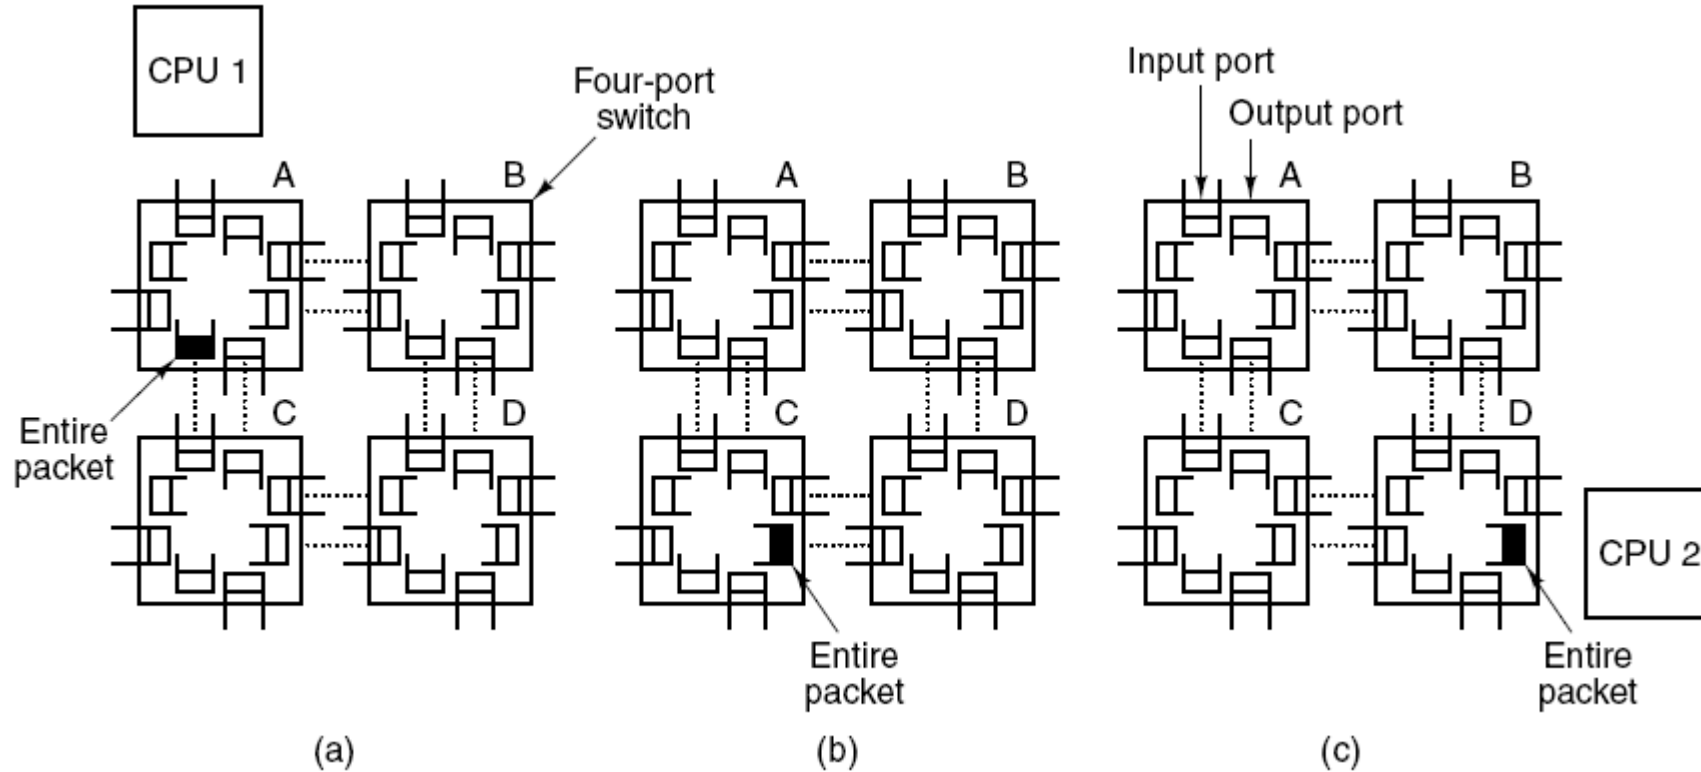 CPU 1
Four-port
switch
Input port
Output port
A
B
A
B
A
B
Entire
packet
C
D
C
D
C
D
CPU 2
Entire
packet
Entire
packet
(a)
(b)
(c)